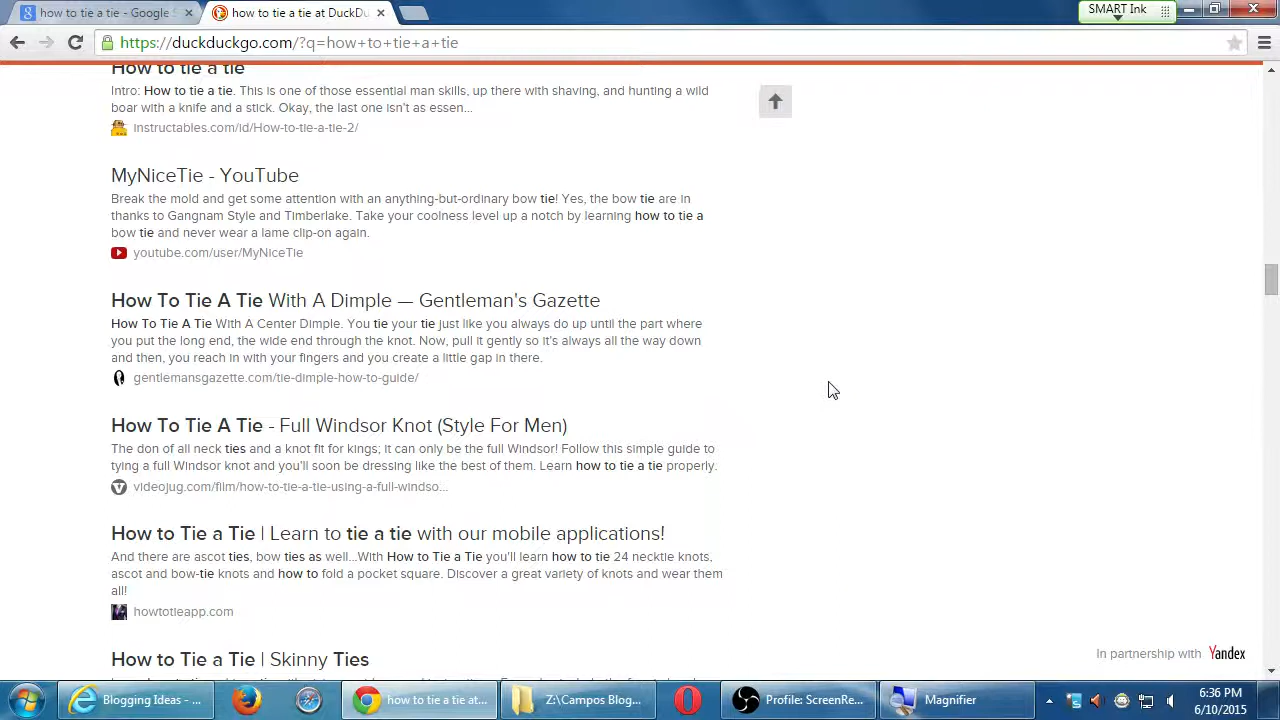 how to tie a tie - Google S
how to tie a tie at DuckDu
SMART Ink
https://duckduckgo.com/?q=how+to+tie+a+tie
How to tie a tie
Intro: How to tie a tie. This is one of those essential man skills, up there with shaving, and hunting a wild
boar with a knife and a stick. Okay, the last one isn't as essen...
instructables.com/id/How-to-tie-a-tie-2/
MyNiceTie - YouTube
Break the mold and get some attention with an anything-but-ordinary bow tie! Yes, the bow tie are in
thanks to Gangnam Style and Timberlake. Take your coolness level up a notch by learning how to tie a
bow tie and never wear a lame clip-on again.
youtube.com/user/MyNiceTie
How To Tie A Tie With A Dimple — Gentleman's Gazette
How To Tie A Tie With A Center Dimple. You tie your tie just like you always do up until the part where
you put the long end, the wide end through the knot. Now, pull it gently so it's always all the way down
and then, you reach in with your fingers and you create a little gap in there.
gentlemansgazette.com/tie-dimple-how-to-guide/
How To Tie A Tie - Full Windsor Knot (Style For Men)
The don of all neck ties and a knot fit for kings; it can only be the full Windsor! Follow this simple guide to
tying a full Windsor knot and you'll soon be dressing like the best of them. Learn how to tie a tie properly.
videojug.com/film/how-to-tie-a-tie-using-a-full-windso...
How to Tie a Tie | Learn to tie a tie with our mobile applications!
And there are ascot ties, bow ties as well...With How to Tie a Tie you'll learn how to tie 24 necktie knots,
ascot and bow-tie knots and how to fold a pocket square. Discover a great variety of knots and wear them
all!
howtotieapp.com
How to Tie a Tie | Skinny Ties
In partnership with Yandex
Blogging Ideas - ...
how to tie a tie at...
Z:\Campos Blog...
Profile: ScreenRe...
Magnifier
6:36 PM
6/10/2015